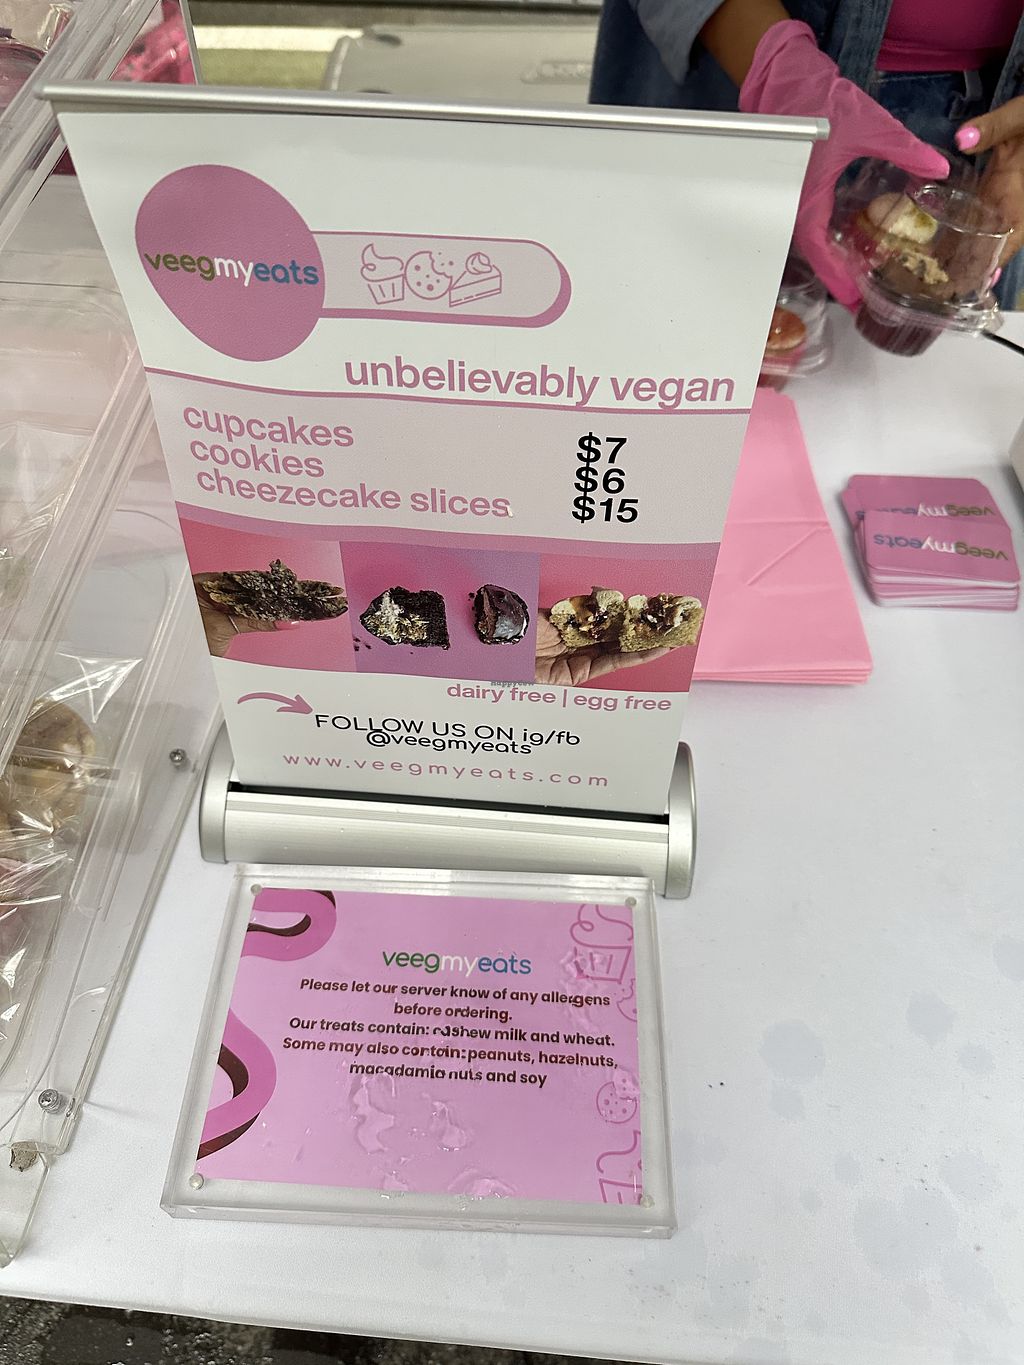 veegmyeats
unbelievably vegan
cupcakes $7
cookies $6
cheezecake slices $15
HappyCow
dairy free | egg free
FOLLOW US ON ig/fb
@veegmyeats
www.veegmyeats.com
veegmyeats
veegmyeats
veegmyeats
Please let our server know of any allergens
before ordering.
Our treats contain: cashew milk and wheat.
Some may also contain: peanuts, hazelnuts,
macadamia nuts and soy